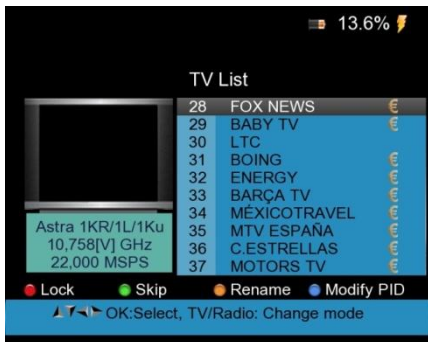 13.6%
TV List
28 FOX NEWS €
29 BABY TV €
30 LTC
31 BOING €
32 ENERGY €
33 BARÇA TV €
34 MÉXICOTRAVEL €
35 MTV ESPAÑA €
36 C.ESTRELLAS €
37 MOTORS TV €
Astra 1KR/1L/1Ku
10,758[V] GHz
22,000 MSPS
Lock Skip Rename Modify PID
OK:Select, TV/Radio: Change mode